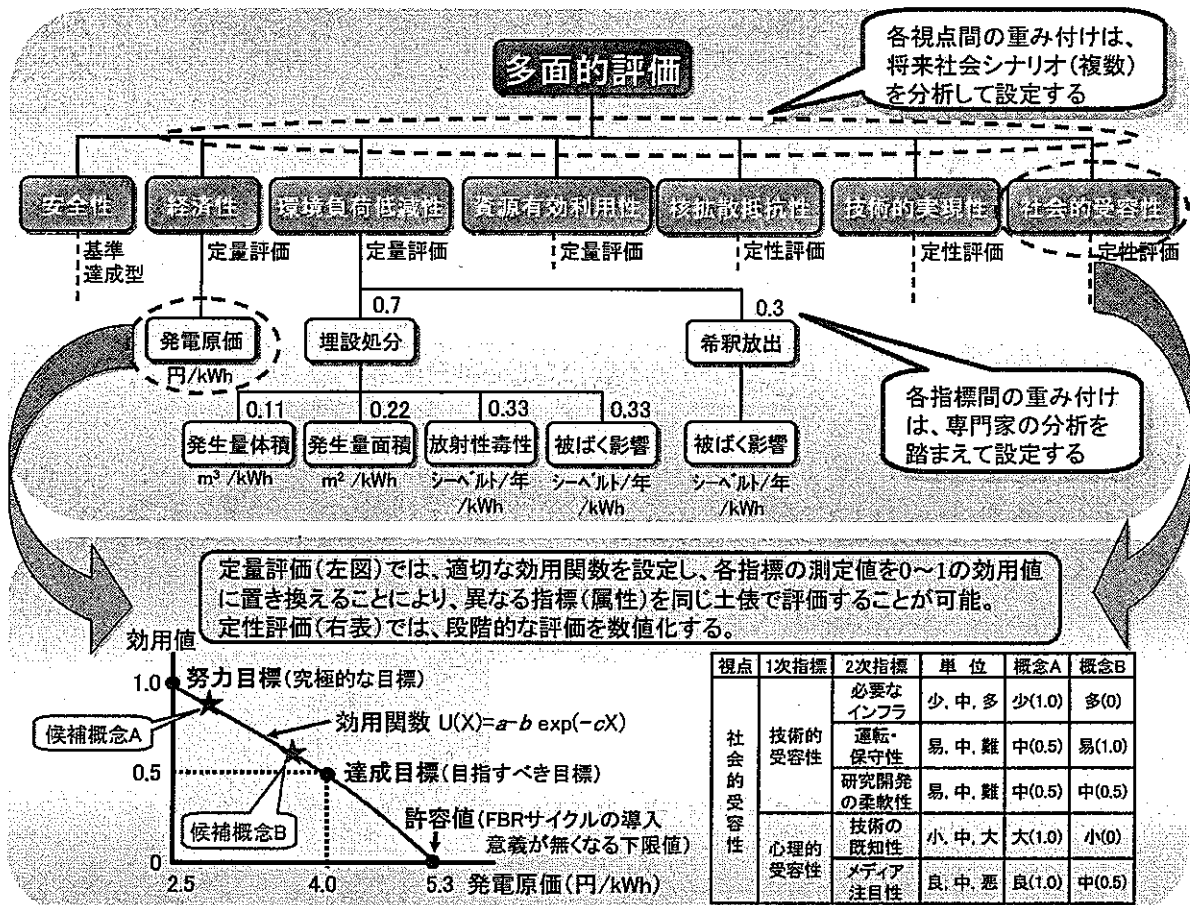 多面的評価
各視点間の重み付けは、
将来社会シナリオ(複数)
を分析して設定する
安全性
経済性
環境負荷低減性
資源有効利用性
核拡散抵抗性
技術的実現性
社会的受容性
基準
達成型
定量評価
定量評価
定量評価
定性評価
定性評価
定性評価
0.7
0.3
発電原価
円/kWh
埋設処分
希釈放出
各指標間の重み付け
は、専門家の分析を
踏まえて設定する
0.11
0.22
0.33
0.33
発生量体積
m³ /kWh
発生量面積
m² /kWh
放射性毒性
シーベルト/年
/kWh
被ばく影響
シーベルト/年
/kWh
被ばく影響
シーベルト/年
/kWh
定量評価(左図)では、適切な効用関数を設定し、各指標の測定値を0～1の効用値
に置き換えることにより、異なる指標(属性)を同じ土俵で評価することが可能。
定性評価(右表)では、段階的な評価を数値化する。
効用値
1.0
努力目標(究極的な目標)
候補概念A
効用関数 U(X)=a-b exp(-cX)
0.5
達成目標(目指すべき目標)
候補概念B
許容値(FBRサイクルの導入
意義が無くなる下限値)
0
2.5
4.0
5.3
発電原価(円/kWh)
視点 1次指標 2次指標 単 位 概念A 概念B
社会的受容性
技術的
受容性
必要な
インフラ
少, 中, 多 少(1.0) 多(0)
運転・
保守性
易, 中, 難 中(0.5) 易(1.0)
研究開発
の柔軟性
易, 中, 難 中(0.5) 中(0.5)
心理的
受容性
技術の
既知性
小, 中, 大 大(1.0) 小(0)
メディア
注目性
良, 中, 悪 良(1.0) 中(0.5)